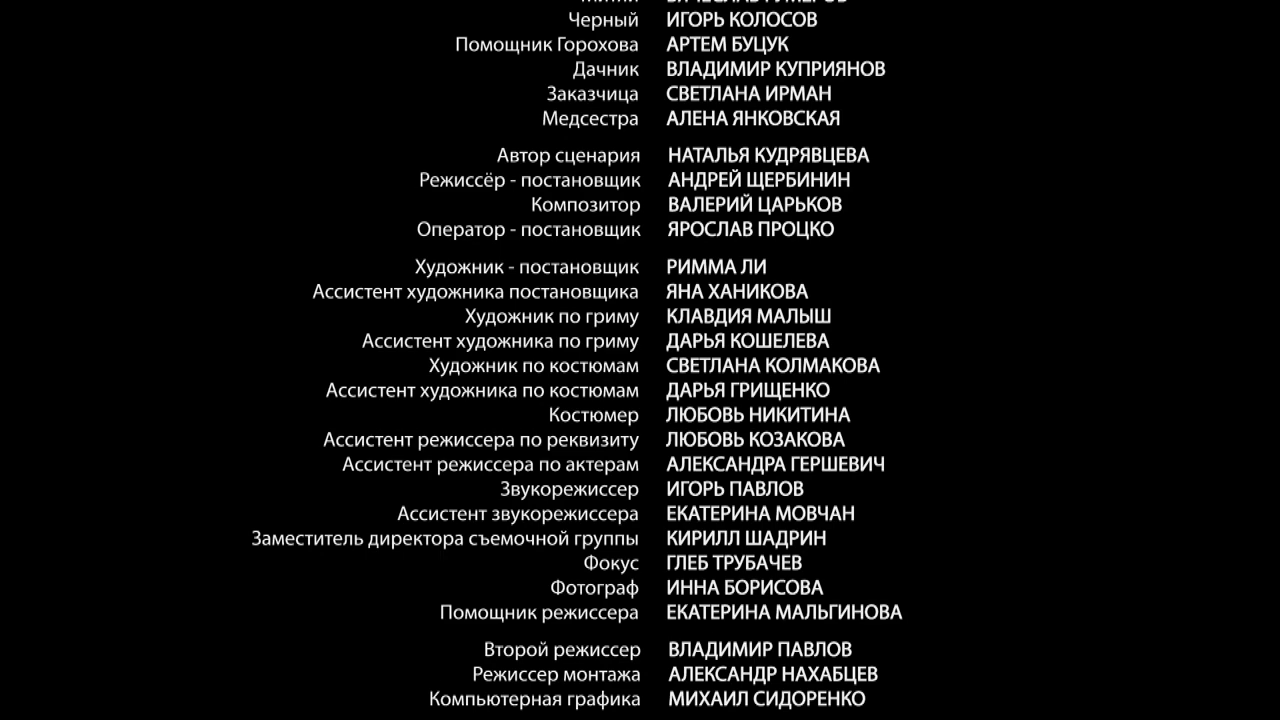 Черный ИГОРЬ КОЛОСОВ
Помощник Горохова АРТЕМ БУЦУК
Дачник ВЛАДИМИР КУПРИЯНОВ
Заказчица СВЕТЛАНА ИРМАН
Медсестра АЛЕНА ЯНКОВСКАЯ
Автор сценария НАТАЛЬЯ КУДРЯВЦЕВА
Режиссёр - постановщик АНДРЕЙ ЩЕРБИНИН
Композитор ВАЛЕРИЙ ЦАРЬКОВ
Оператор - постановщик ЯРОСЛАВ ПРОЦКО
Художник - постановщик РИММА ЛИ
Ассистент художника постановщика ЯНА ХАНИКОВА
Художник по гриму КЛАВДИЯ МАЛЫШ
Ассистент художника по гриму ДАРЬЯ КОШЕЛЕВА
Художник по костюмам СВЕТЛАНА КОЛМАКОВА
Ассистент художника по костюмам ДАРЬЯ ГРИЩЕНКО
Костюмер ЛЮБОВЬ НИКИТИНА
Ассистент режиссера по реквизиту ЛЮБОВЬ КОЗАКОВА
Ассистент режиссера по актерам АЛЕКСАНДРА ГЕРШЕВИЧ
Звукорежиссер ИГОРЬ ПАВЛОВ
Ассистент звукорежиссера ЕКАТЕРИНА МОВЧАН
Заместитель директора съемочной группы КИРИЛЛ ШАДРИН
Фокус ГЛЕБ ТРУБАЧЕВ
Фотограф ИННА БОРИСОВА
Помощник режиссера ЕКАТЕРИНА МАЛЬГИНОВА
Второй режиссер ВЛАДИМИР ПАВЛОВ
Режиссер монтажа АЛЕКСАНДР НАХАБЦЕВ
Компьютерная графика МИХАИЛ СИДОРЕНКО